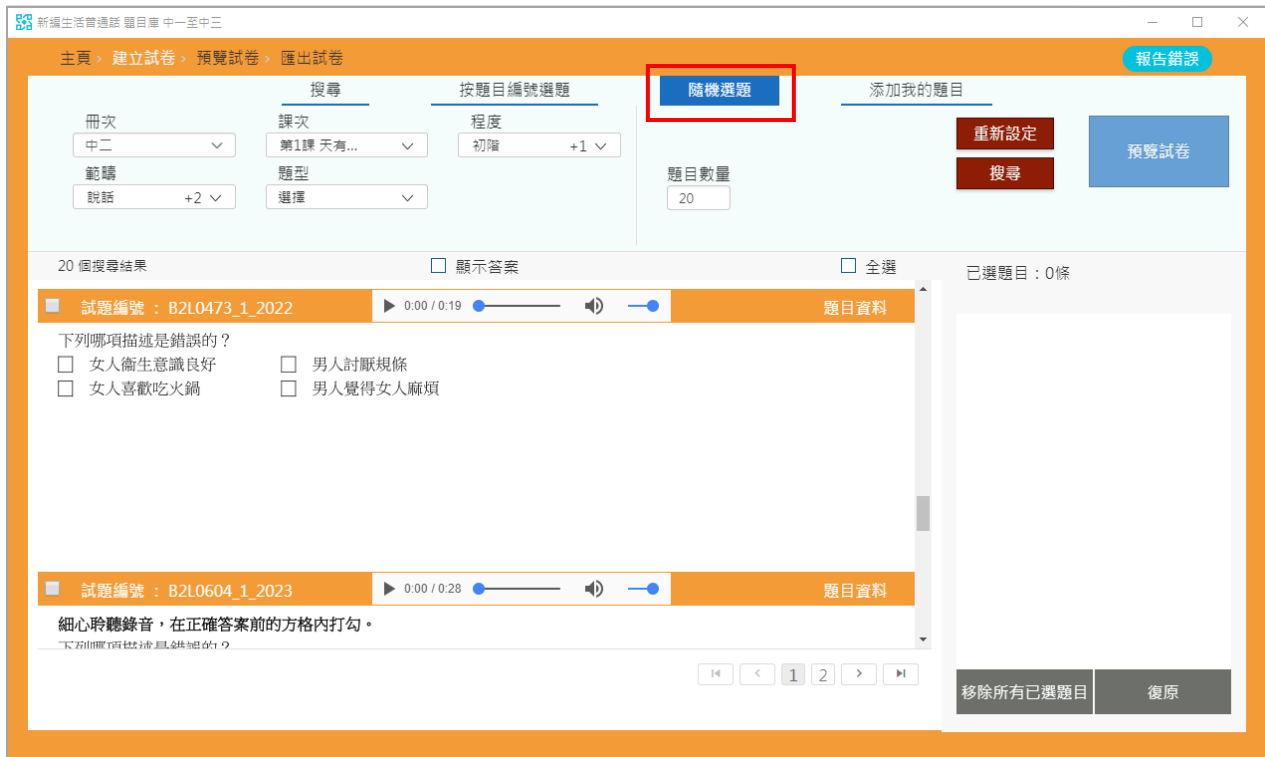 新編生活普通話 題目庫 中一至中三
主頁 › 建立試卷 › 預覽試卷 › 匯出試卷
報告錯誤
搜尋 按題目編號選題 隨機選題 添加我的題目
冊次 課次 程度
中二 第1課 天有... 初階 +1
範疇 題型 題目數量
說話 +2 選擇 20
重新設定
搜尋
預覽試卷
20 個搜尋結果 顯示答案 全選 已選題目：0條
試題編號 ： B2L0473_1_2022 0:00 / 0:19 題目資料
下列哪項描述是錯誤的？
女人衞生意識良好 男人討厭規條
女人喜歡吃火鍋 男人覺得女人麻煩
試題編號 ： B2L0604_1_2023 0:00 / 0:28 題目資料
細心聆聽錄音，在正確答案前的方格內打勾。
下列哪項描述是錯誤的？
1 2
移除所有已選題目 復原